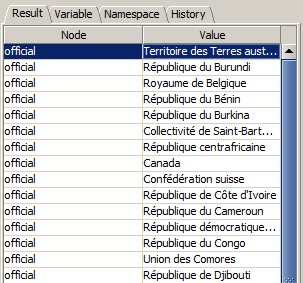 Result Variable Namespace History
Node Value
official Territoire des Terres aust...
official République du Burundi
official Royaume de Belgique
official République du Bénin
official République du Burkina
official Collectivité de Saint-Bart...
official République centrafricaine
official Canada
official Confédération suisse
official République de Côte d'Ivoire
official République du Cameroun
official République démocratique...
official République du Congo
official Union des Comores
official République de Djibouti